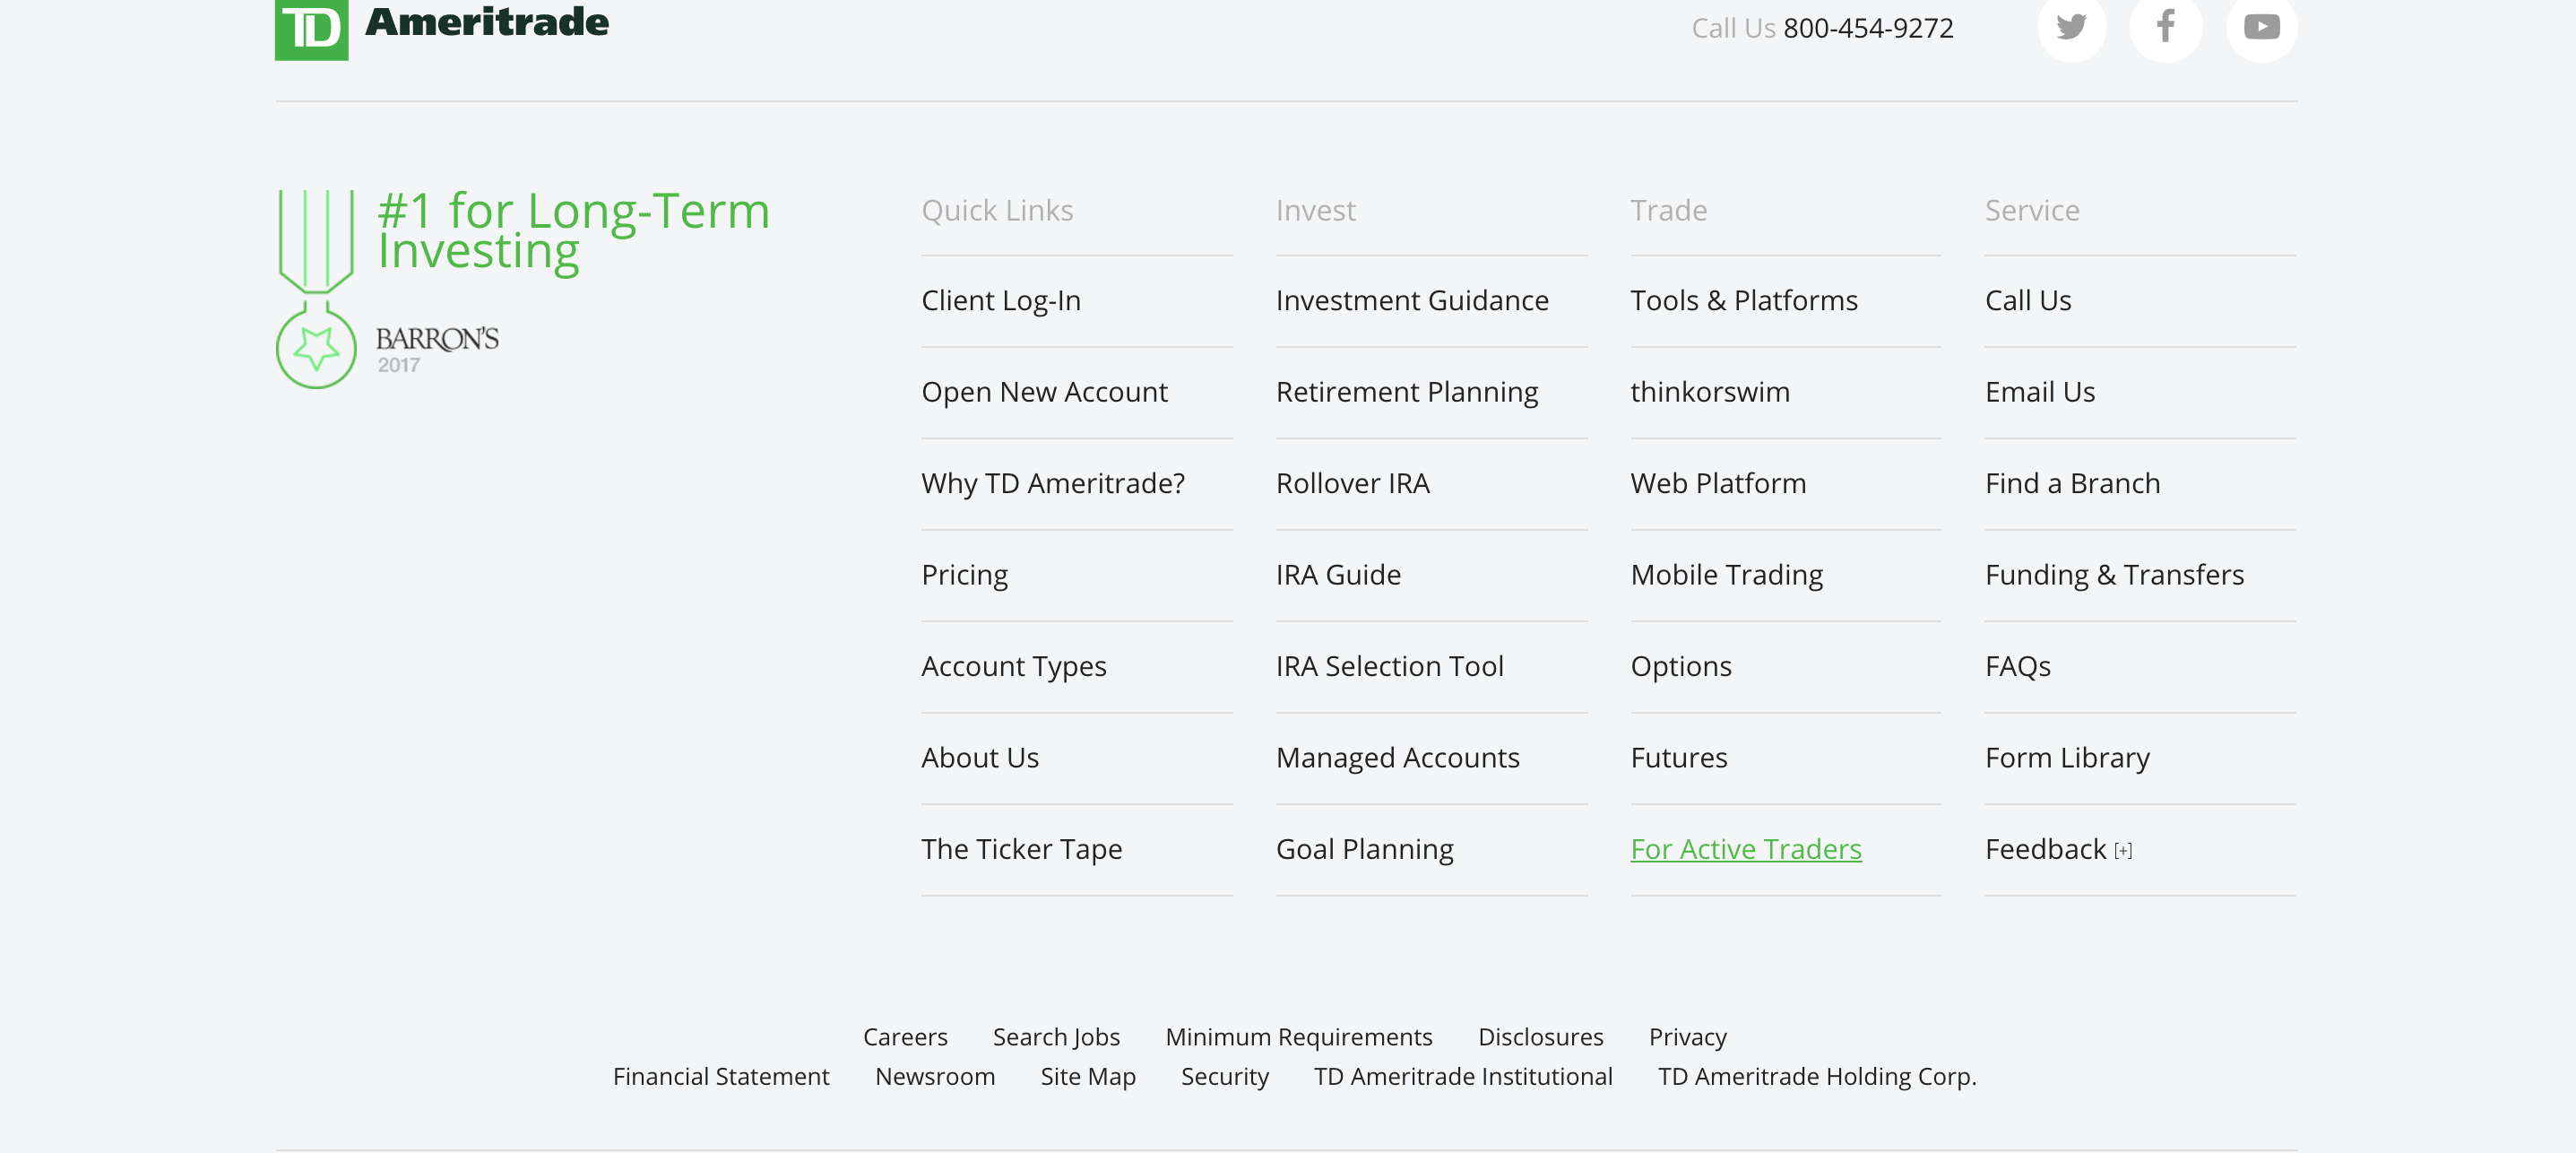 TD Ameritrade
Call Us 800-454-9272
#1 for Long-Term
Investing
BARRON'S
2017
Quick Links
Client Log-In
Open New Account
Why TD Ameritrade?
Pricing
Account Types
About Us
The Ticker Tape
Invest
Investment Guidance
Retirement Planning
Rollover IRA
IRA Guide
IRA Selection Tool
Managed Accounts
Goal Planning
Trade
Tools & Platforms
thinkorswim
Web Platform
Mobile Trading
Options
Futures
For Active Traders
Service
Call Us
Email Us
Find a Branch
Funding & Transfers
FAQs
Form Library
Feedback [+]
Careers Search Jobs Minimum Requirements Disclosures Privacy
Financial Statement Newsroom Site Map Security TD Ameritrade Institutional TD Ameritrade Holding Corp.